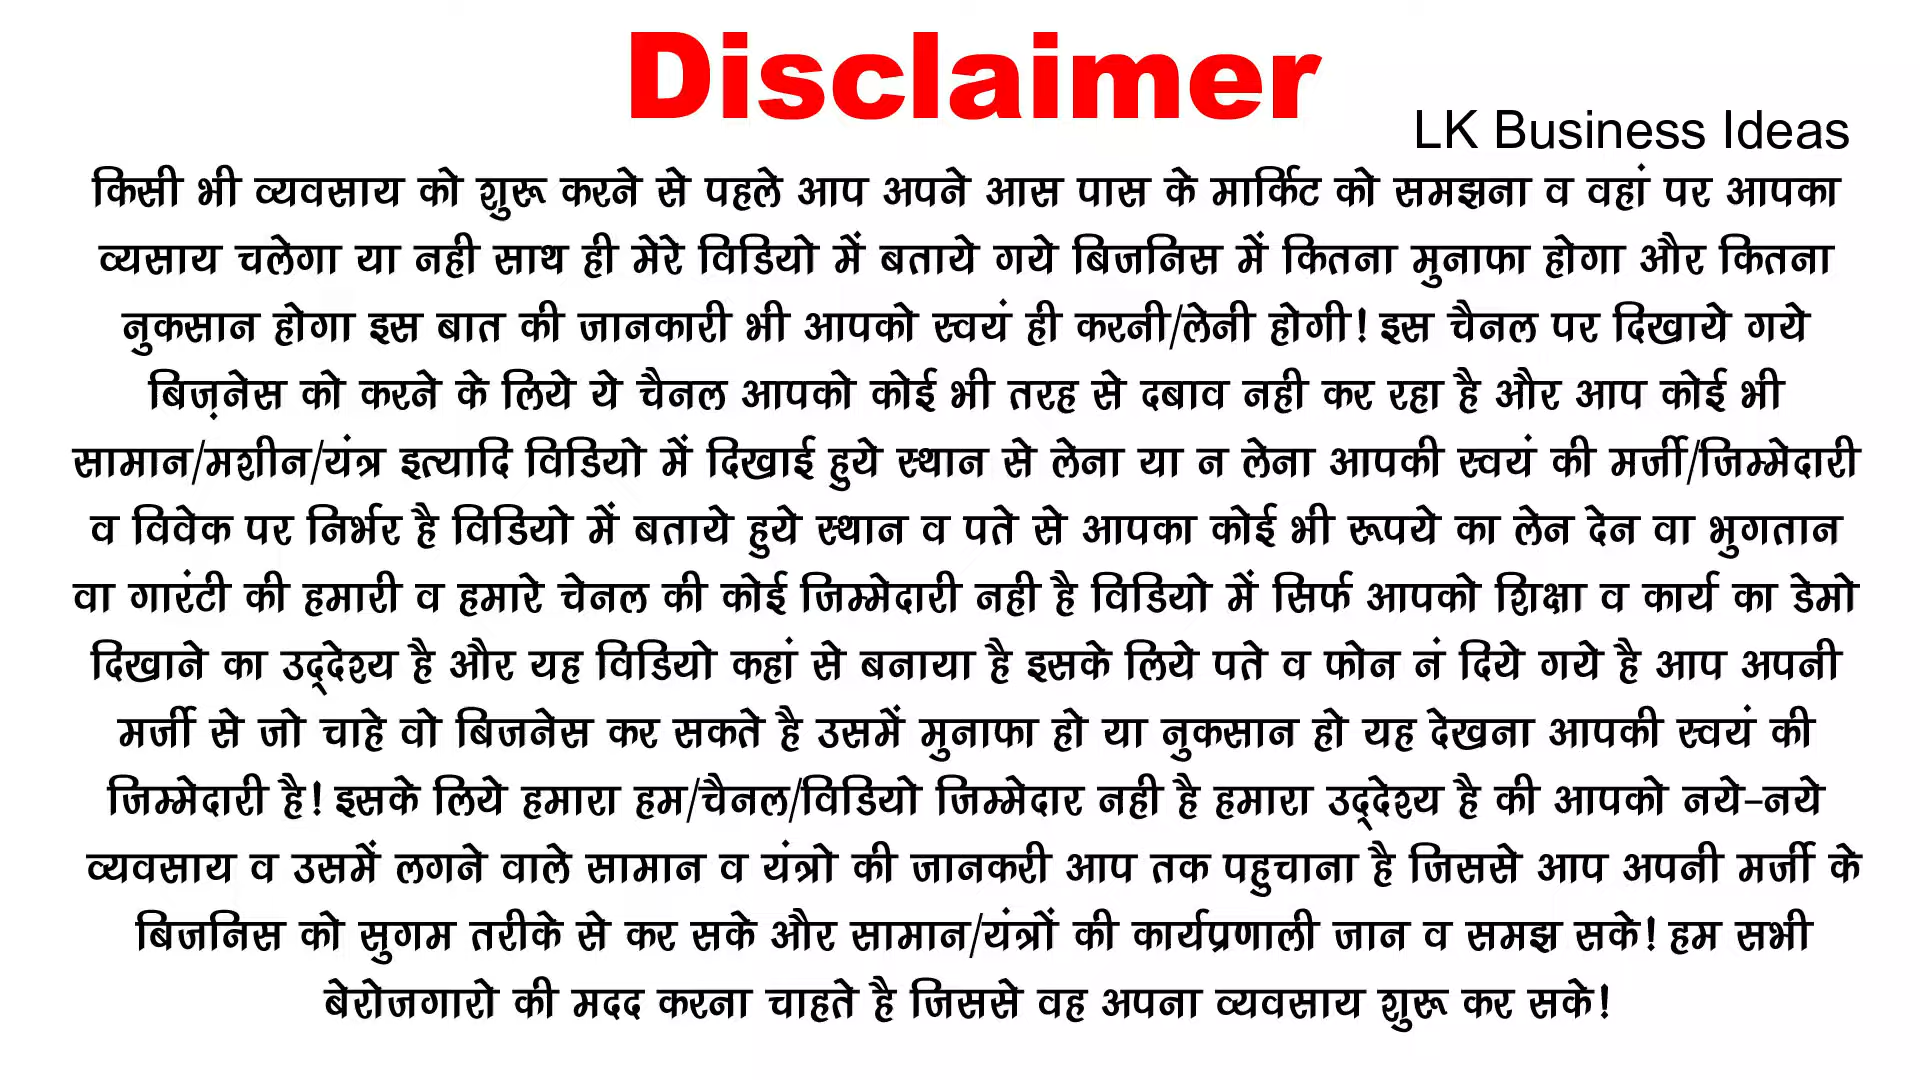 Disclaimer
LK Business Ideas
किसी भी व्यवसाय को शुरू करने से पहले आप अपने आस पास के मार्किट को समझना व वहां पर आपका
व्यसाय चलेगा या नही साथ ही मेरे विडियो में बताये गये बिजनिस में कितना मुनाफा होगा और कितना
नुकसान होगा इस बात की जानकारी भी आपको स्वयं ही करनी/लेनी होगी! इस चैनल पर दिखाये गये
बिज़नेस को करने के लिये ये चैनल आपको कोई भी तरह से दबाव नही कर रहा है और आप कोई भी
सामान/मशीन/यंत्र इत्यादि विडियो में दिखाई हुये स्थान से लेना या न लेना आपकी स्वयं की मर्जी/जिम्मेदारी
व विवेक पर निर्भर है विडियो में बताये हुये स्थान व पते से आपका कोई भी रूपये का लेन देन वा भुगतान
वा गारंटी की हमारी व हमारे चेनल की कोई जिम्मेदारी नही है विडियो में सिर्फ आपको शिक्षा व कार्य का डेमो
दिखाने का उद्देश्य है और यह विडियो कहां से बनाया है इसके लिये पते व फोन नं दिये गये है आप अपनी
मर्जी से जो चाहे वो बिजनेस कर सकते है उसमें मुनाफा हो या नुकसान हो यह देखना आपकी स्वयं की
जिम्मेदारी है! इसके लिये हमारा हम/चैनल/विडियो जिम्मेदार नही है हमारा उद्देश्य है की आपको नये-नये
व्यवसाय व उसमें लगने वाले सामान व यंत्रो की जानकरी आप तक पहुचाना है जिससे आप अपनी मर्जी के
बिजनिस को सुगम तरीके से कर सके और सामान/यंत्रों की कार्यप्रणाली जान व समझ सके! हम सभी
बेरोजगारो की मदद करना चाहते है जिससे वह अपना व्यवसाय शुरू कर सके!